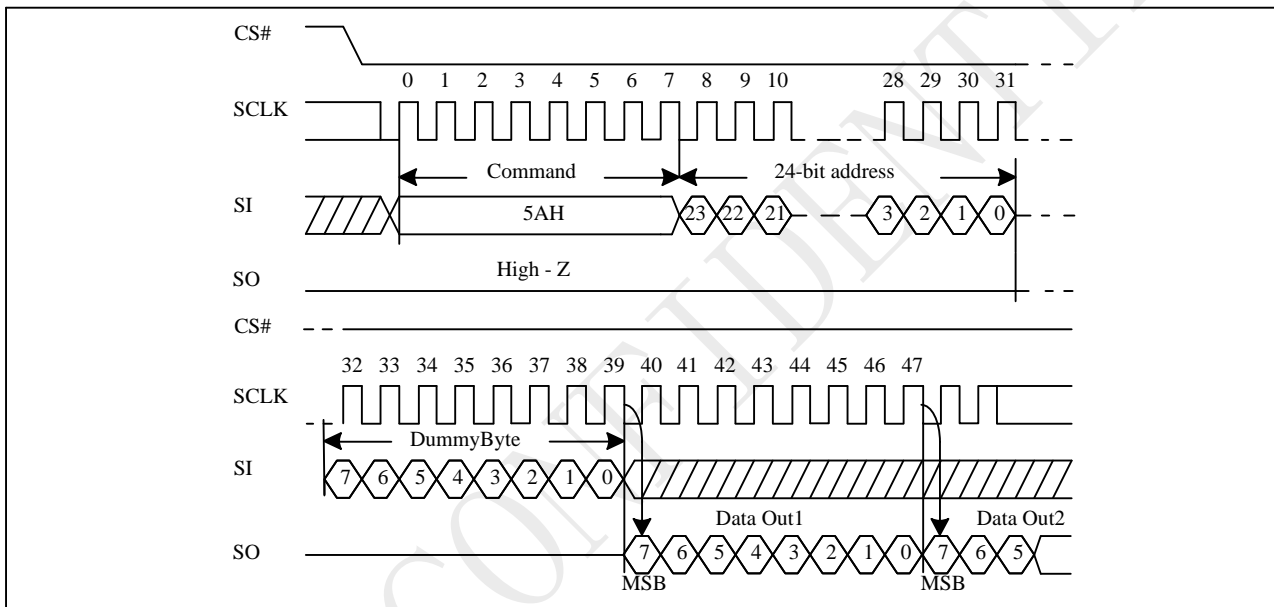 CS#
0 1 2 3 4 5 6 7 8 9 10 28 29 30 31
SCLK
Command 24-bit address
SI 5AH 23 22 21 3 2 1 0
High - Z
SO
CS#
32 33 34 35 36 37 38 39 40 41 42 43 44 45 46 47
SCLK
DummyByte
SI 7 6 5 4 3 2 1 0
Data Out1 Data Out2
SO 7 6 5 4 3 2 1 0 7 6 5
MSB MSB